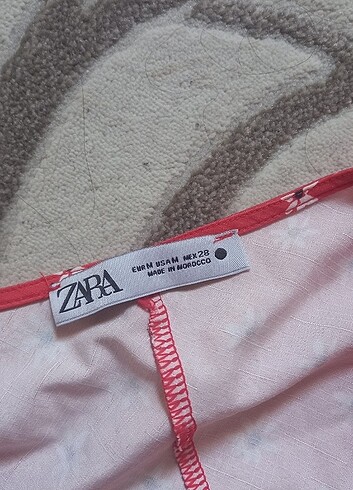 ZARA
EUR M USA M MEX 28
MADE IN MOROCCO